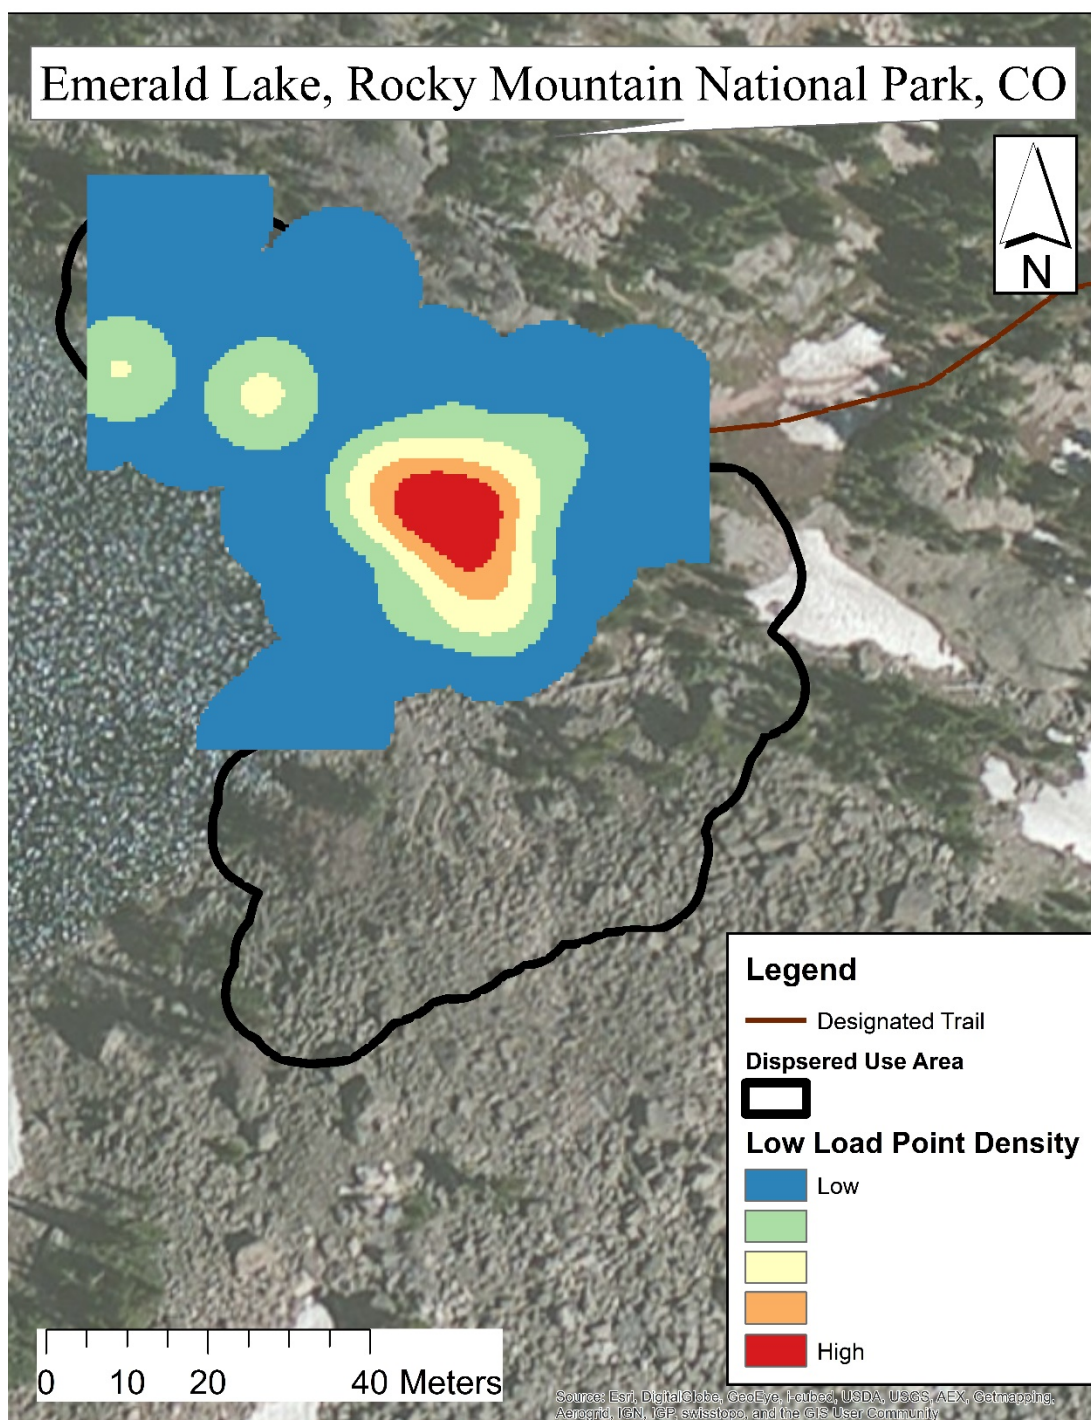 Emerald Lake, Rocky Mountain National Park, CO
N
Legend
Designated Trail
Dispsered Use Area
Low Load Point Density
Low
High
0 10 20 40 Meters
Source: Esri, DigitalGlobe, GeoEye, i-cubed, USDA, USGS, AEX, Getmapping,
Aerogrid, IGN, IGP, swisstopo, and the GIS User Community